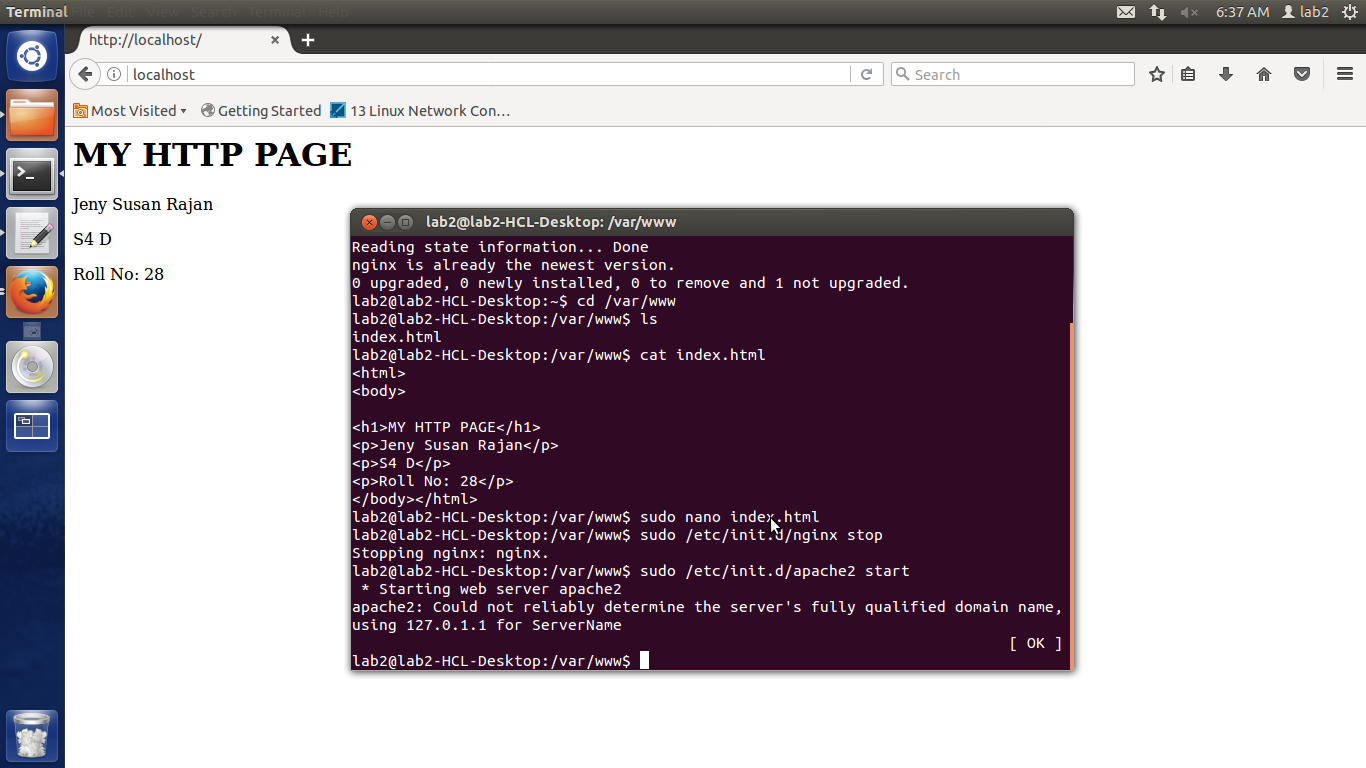 Terminal File Edit View Search Terminal Help 6:37 AM lab2
http://localhost/
localhost Search
Most Visited Getting Started 13 Linux Network Con…
MY HTTP PAGE
Jeny Susan Rajan
S4 D
Roll No: 28
lab2@lab2-HCL-Desktop: /var/www
Reading state information... Done
nginx is already the newest version.
0 upgraded, 0 newly installed, 0 to remove and 1 not upgraded.
lab2@lab2-HCL-Desktop:~$ cd /var/www
lab2@lab2-HCL-Desktop:/var/www$ ls
index.html
lab2@lab2-HCL-Desktop:/var/www$ cat index.html
<html>
<body>
<h1>MY HTTP PAGE</h1>
<p>Jeny Susan Rajan</p>
<p>S4 D</p>
<p>Roll No: 28</p>
</body></html>
lab2@lab2-HCL-Desktop:/var/www$ sudo nano index.html
lab2@lab2-HCL-Desktop:/var/www$ sudo /etc/init.d/nginx stop
Stopping nginx: nginx.
lab2@lab2-HCL-Desktop:/var/www$ sudo /etc/init.d/apache2 start
* Starting web server apache2
apache2: Could not reliably determine the server's fully qualified domain name,
using 127.0.1.1 for ServerName
[ OK ]
lab2@lab2-HCL-Desktop:/var/www$